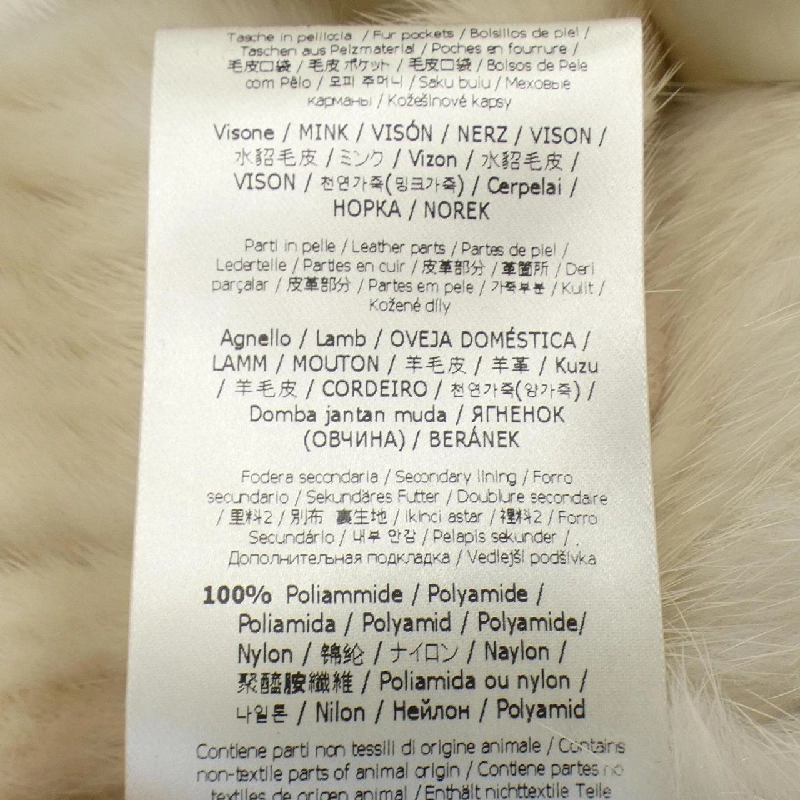 Tasche in pelliccia / Fur pockets / Bolsillos de piel /
Taschen aus Pelzmaterial / Poches en fourrure /
毛皮口袋 / 毛皮 ポケット / 毛皮口袋 / Bolsos de Pele
com Pêlo / 모피 주머니 / Saku bulu / Меховые
карманы / Kožešinové kapsy
Visone / MINK / VISÓN / NERZ / VISON /
水貂毛皮 / ミンク / Vizon / 水貂毛皮 /
VISON / 천연가죽(밍크가죽) / Cerpelai /
НОРКА / NOREK
Parti in pelle / Leather parts / Partes de piel /
Lederteile / Parties en cuir / 皮革部分 / 革箇所 / Deri
parçalar / 皮革部分 / Partes em pele / 가죽부분 / Kulit /
Kožené díly
Agnello / Lamb / OVEJA DOMÉSTICA /
LAMM / MOUTON / 羊毛皮 / 羊革 / Kuzu
/ 羊毛皮 / CORDEIRO / 천연가죽(양가죽) /
Domba jantan muda / ЯГНЕНОК
(ОВЧИНА) / BERÁNEK
Fodera secondaria / Secondary lining / Forro
secundario / Sekundäres Futter / Doublure secondaire
/ 里料2 / 別布 裏生地 / Ikinci astar / 裡料2 / Forro
Secundário / 내부 안감 / Pelapis sekunder /
Дополнительная подкладка / Vedlejší podšívka
100% Poliammide / Polyamide /
Poliamida / Polyamid / Polyamide/
Nylon / 锦纶 / ナイロン / Naylon /
聚醯胺纖維 / Poliamida ou nylon /
나일론 / Nilon / Нейлон / Polyamid
Contiene parti non tessili di origine animale / Contains
non-textile parts of animal origin / Contiene partes no
textiles de origen animal / Enthält nichttextile Teile